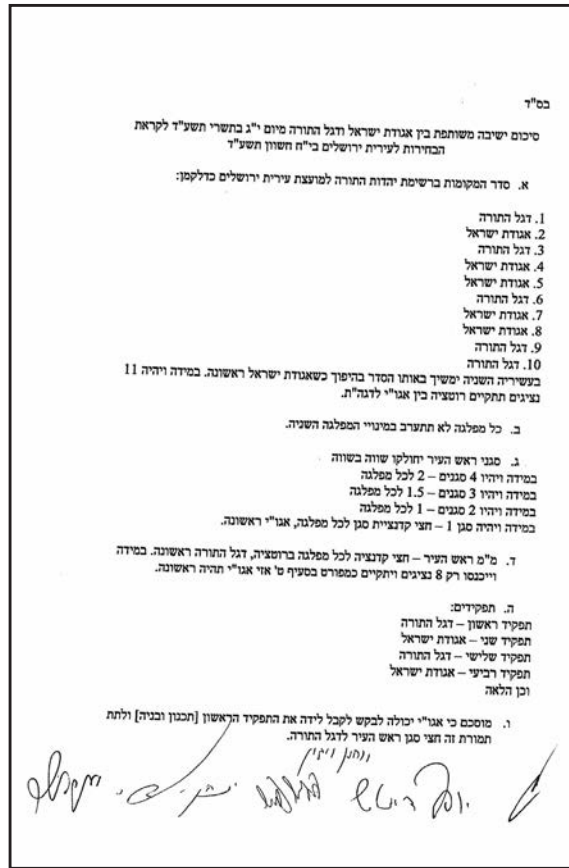 בס"ד
סיכום ישיבה משותפת בין אגודת ישראל ודגל התורה מיום י"ג בתשרי תשע"ד לקראת
הבחירות לעירית ירושלים בי"ח חשוון תשע"ד
א. סדר המקומות ברשימת יהדות התורה למועצת עירית ירושלים כדלקמן:
1. דגל התורה
2. אגודת ישראל
3. דגל התורה
4. אגודת ישראל
5. אגודת ישראל
6. דגל התורה
7. אגודת ישראל
8. אגודת ישראל
9. דגל התורה
10. דגל התורה
בעשיריה השניה ימשיך באותו הסדר בהיפוך כשאגודת ישראל ראשונה. במידה ויהיה 11
נציגים תתקיים רוטציה בין אגו"י לדגה"ת.
ב. כל מפלגה לא תתערב במינויי המפלגה השניה.
ג. סגני ראש העיר יחולקו שווה בשווה
במידה ויהיו 4 סגנים – 2 לכל מפלגה
במידה ויהיו 3 סגנים – 1.5 לכל מפלגה
במידה ויהיו 2 סגנים – 1 לכל מפלגה
במידה ויהיה סגן 1 – חצי קדנציית סגן לכל מפלגה, אגו"י ראשונה.
ד. מ"מ ראש העיר – חצי קדנציה לכל מפלגה ברוטציה, דגל התורה ראשונה. במידה
וייכנסו רק 8 נציגים ויתקיים כמפורט בסעיף ט' אזי אגו"י תהיה ראשונה.
ה. תפקידים:
תפקיד ראשון – דגל התורה
תפקיד שני – אגודת ישראל
תפקיד שלישי – דגל התורה
תפקיד רביעי – אגודת ישראל
וכן הלאה
ו. מוסכם כי אגו"י יכולה לבקש לקבל לידה את התפקיד הראשון [תכנון ובניה] ולתת
תמורת זה חצי סגן ראש העיר לדגל התורה.
יוסף דייטש